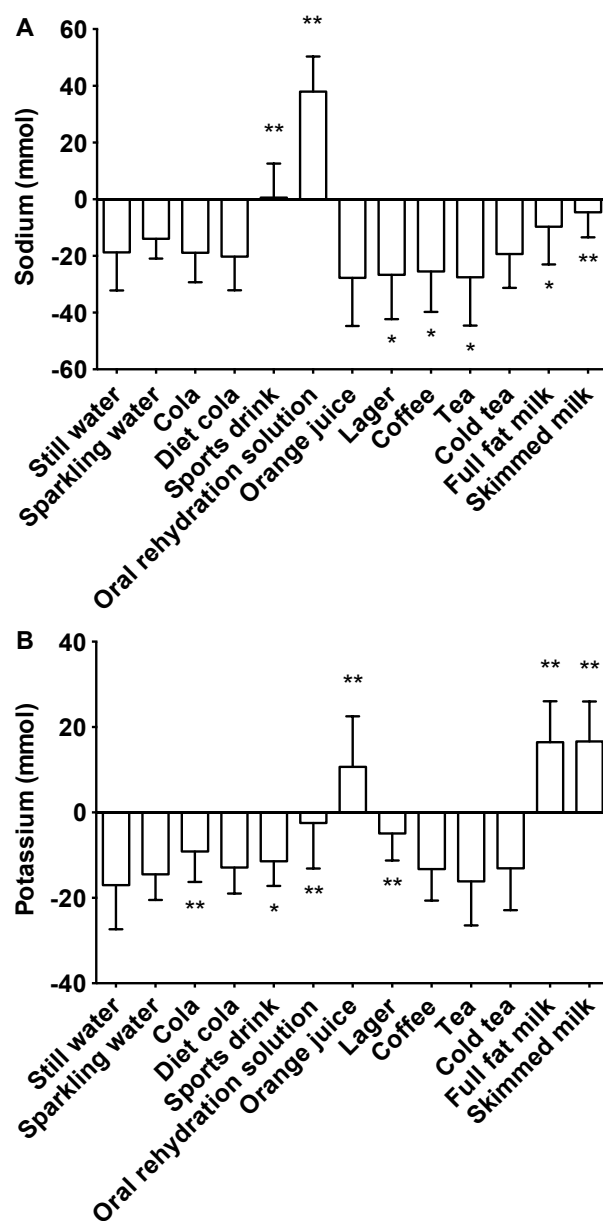 A
**
60
40
**
20
0
-20
-40
-60
Sodium (mmol)
*
*
*
*
**
Still water
Sparkling water
Cola
Diet cola
Sports drink
Oral rehydration solution
Orange juice
Lager
Coffee
Tea
Cold tea
Full fat milk
Skimmed milk
B
40
20
0
-20
-40
Potassium (mmol)
**
*
**
**
**
**
**
Still water
Sparkling water
Cola
Diet cola
Sports drink
Oral rehydration solution
Orange juice
Lager
Coffee
Tea
Cold tea
Full fat milk
Skimmed milk